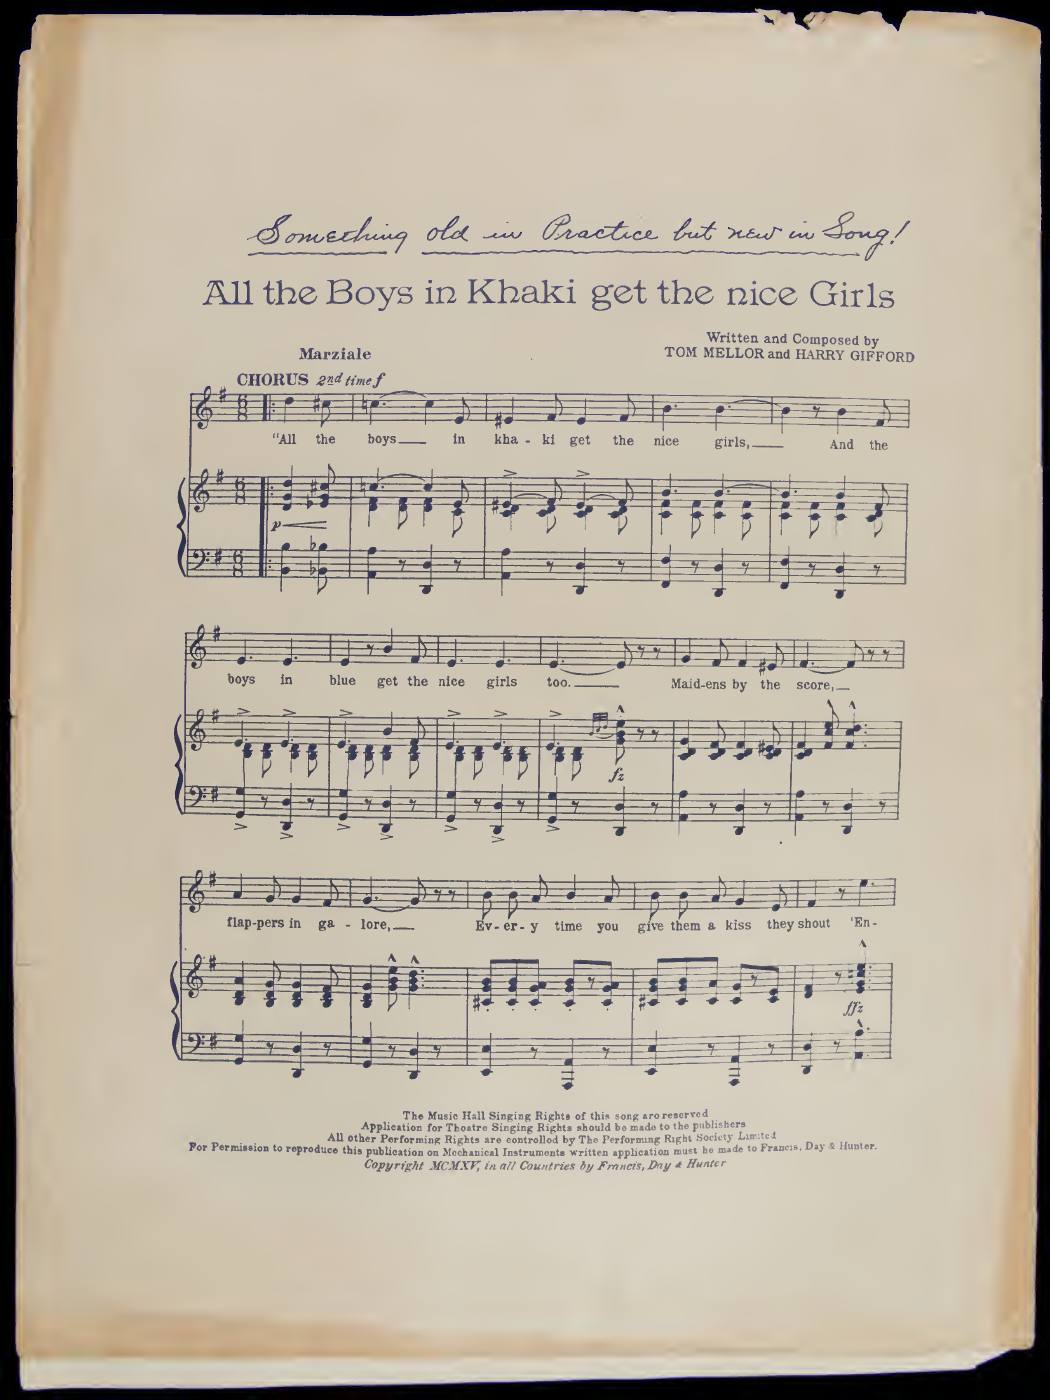 Something old in Practice but new in Song!
All the Boys in Khaki get the nice Girls
Written and Composed by
Marziale
TOM MELLOR and HARRY GIFFORD
CHORUS 2nd time f
"All the boys in kha - ki get the nice girls, And the
p
boys in blue get the nice girls too. Maid-ens by the score,
fz
flap-pers in ga - lore, Ev-er-y time you give them a kiss they shout 'En-
ffz
The Music Hall Singing Rights of this song are reserved
Application for Theatre Singing Rights should be made to the publishers
All other Performing Rights are controlled by The Performing Right Society Limited
For Permission to reproduce this publication on Mechanical Instruments written application must be made to Francis, Day & Hunter.
Copyright MCMXV, in all Countries by Francis, Day & Hunter